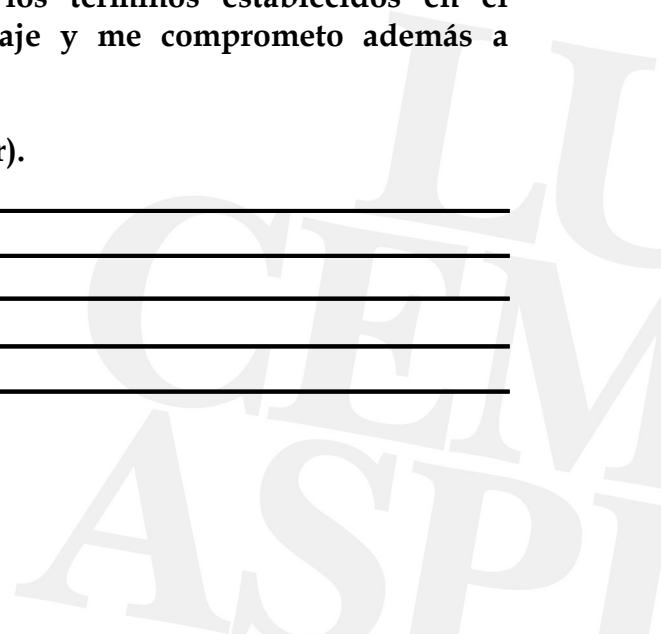 los términos establecidos en el
aje y me comprometo además a
r).
LU
CEM
ASPI